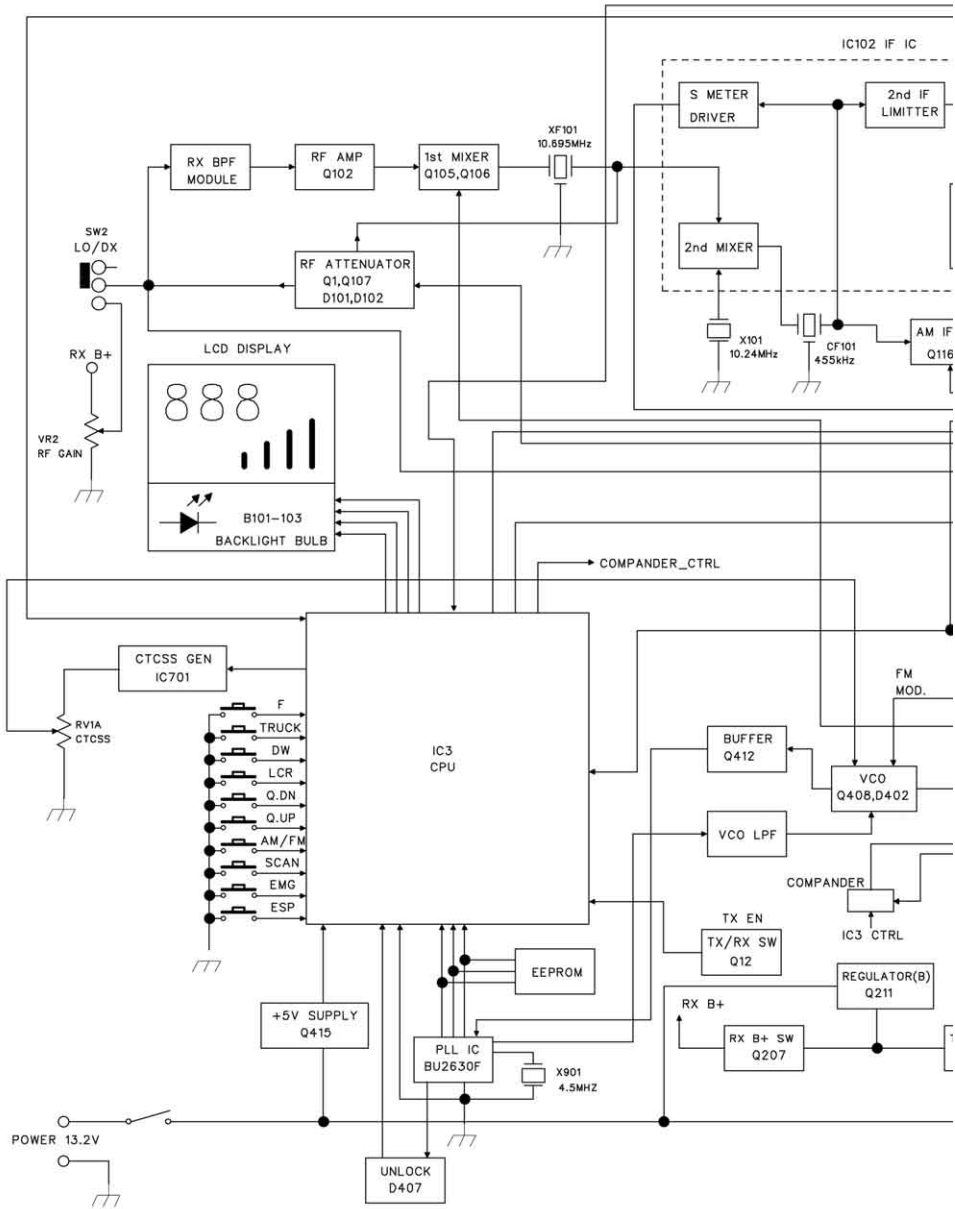 IC102 IF IC
S METER
DRIVER
2nd IF
LIMITTER
XF101
10.695MHz
RX BPF
MODULE
RF AMP
Q102
1st MIXER
Q105,Q106
SW2
LO/DX
RF ATTENUATOR
Q1,Q107
D101,D102
2nd MIXER
X101
10.24MHz
CF101
455kHz
AM IF
Q116
RX B+
LCD DISPLAY
888
VR2
RF GAIN
B101-103
BACKLIGHT BULB
COMPANDER_CTRL
CTCSS GEN
IC701
RV1A
CTCSS
F
TRUCK
DW
LCR
Q.DN
Q.UP
AM/FM
SCAN
EMG
ESP
IC3
CPU
FM
MOD.
BUFFER
Q412
VCO
Q408,D402
VCO LPF
COMPANDER
IC3 CTRL
TX EN
TX/RX SW
Q12
EEPROM
REGULATOR(B)
Q211
+5V SUPPLY
Q415
PLL IC
BU2630F
X901
4.5MHZ
RX B+
RX B+ SW
Q207
POWER 13.2V
UNLOCK
D407